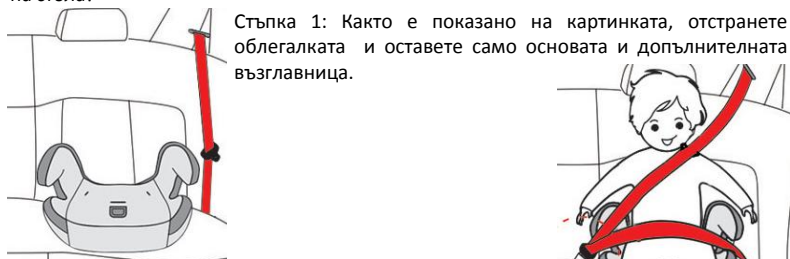 Стъпка 1: Както е показано на картинката, отстранете
облегалката и оставете само основата и допълнителната
възглавница.